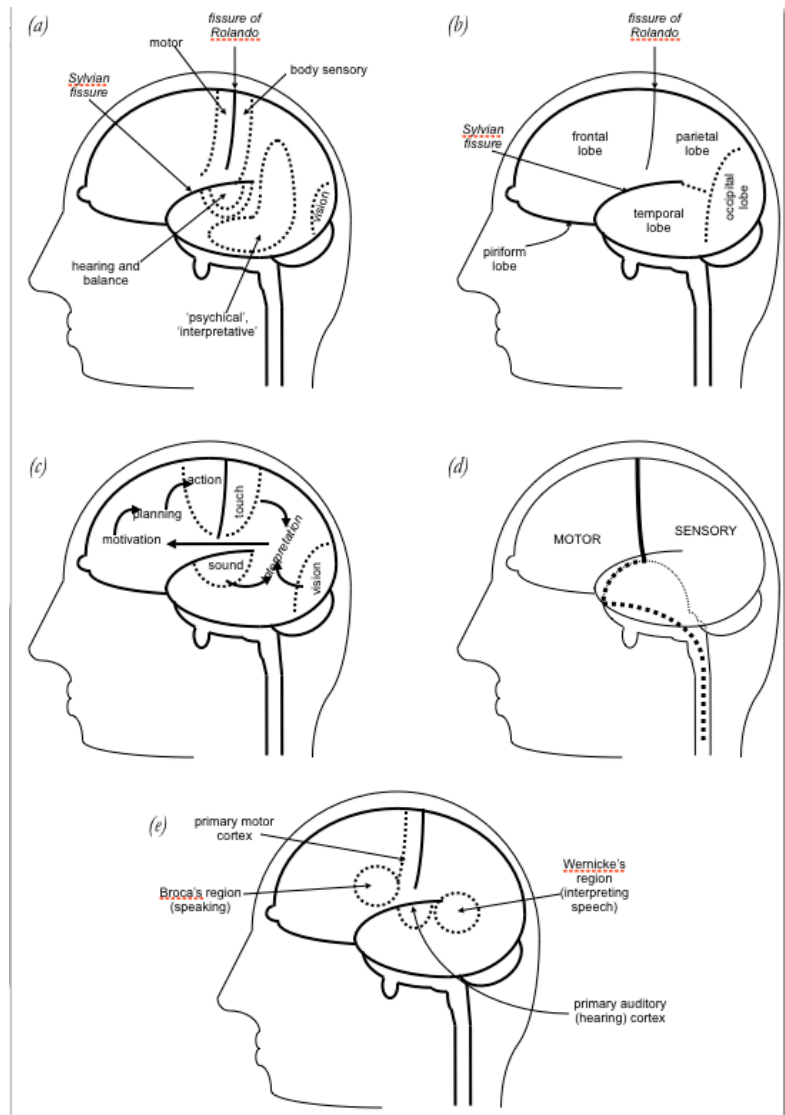 (a)
fissure of
Rolando
motor
body sensory
Sylvian
fissure
vision
hearing and
balance
'psychical',
'interpretative'
(b)
fissure of
Rolando
Sylvian
fissure
frontal
lobe
parietal
lobe
occipital
lobe
temporal
lobe
piriform
lobe
(c)
action
touch
planning
motivation
interpretation
sound
vision
(d)
MOTOR
SENSORY
(e)
primary motor
cortex
Broca's region
(speaking)
Wernicke's
region
(interpreting
speech)
primary auditory
(hearing) cortex